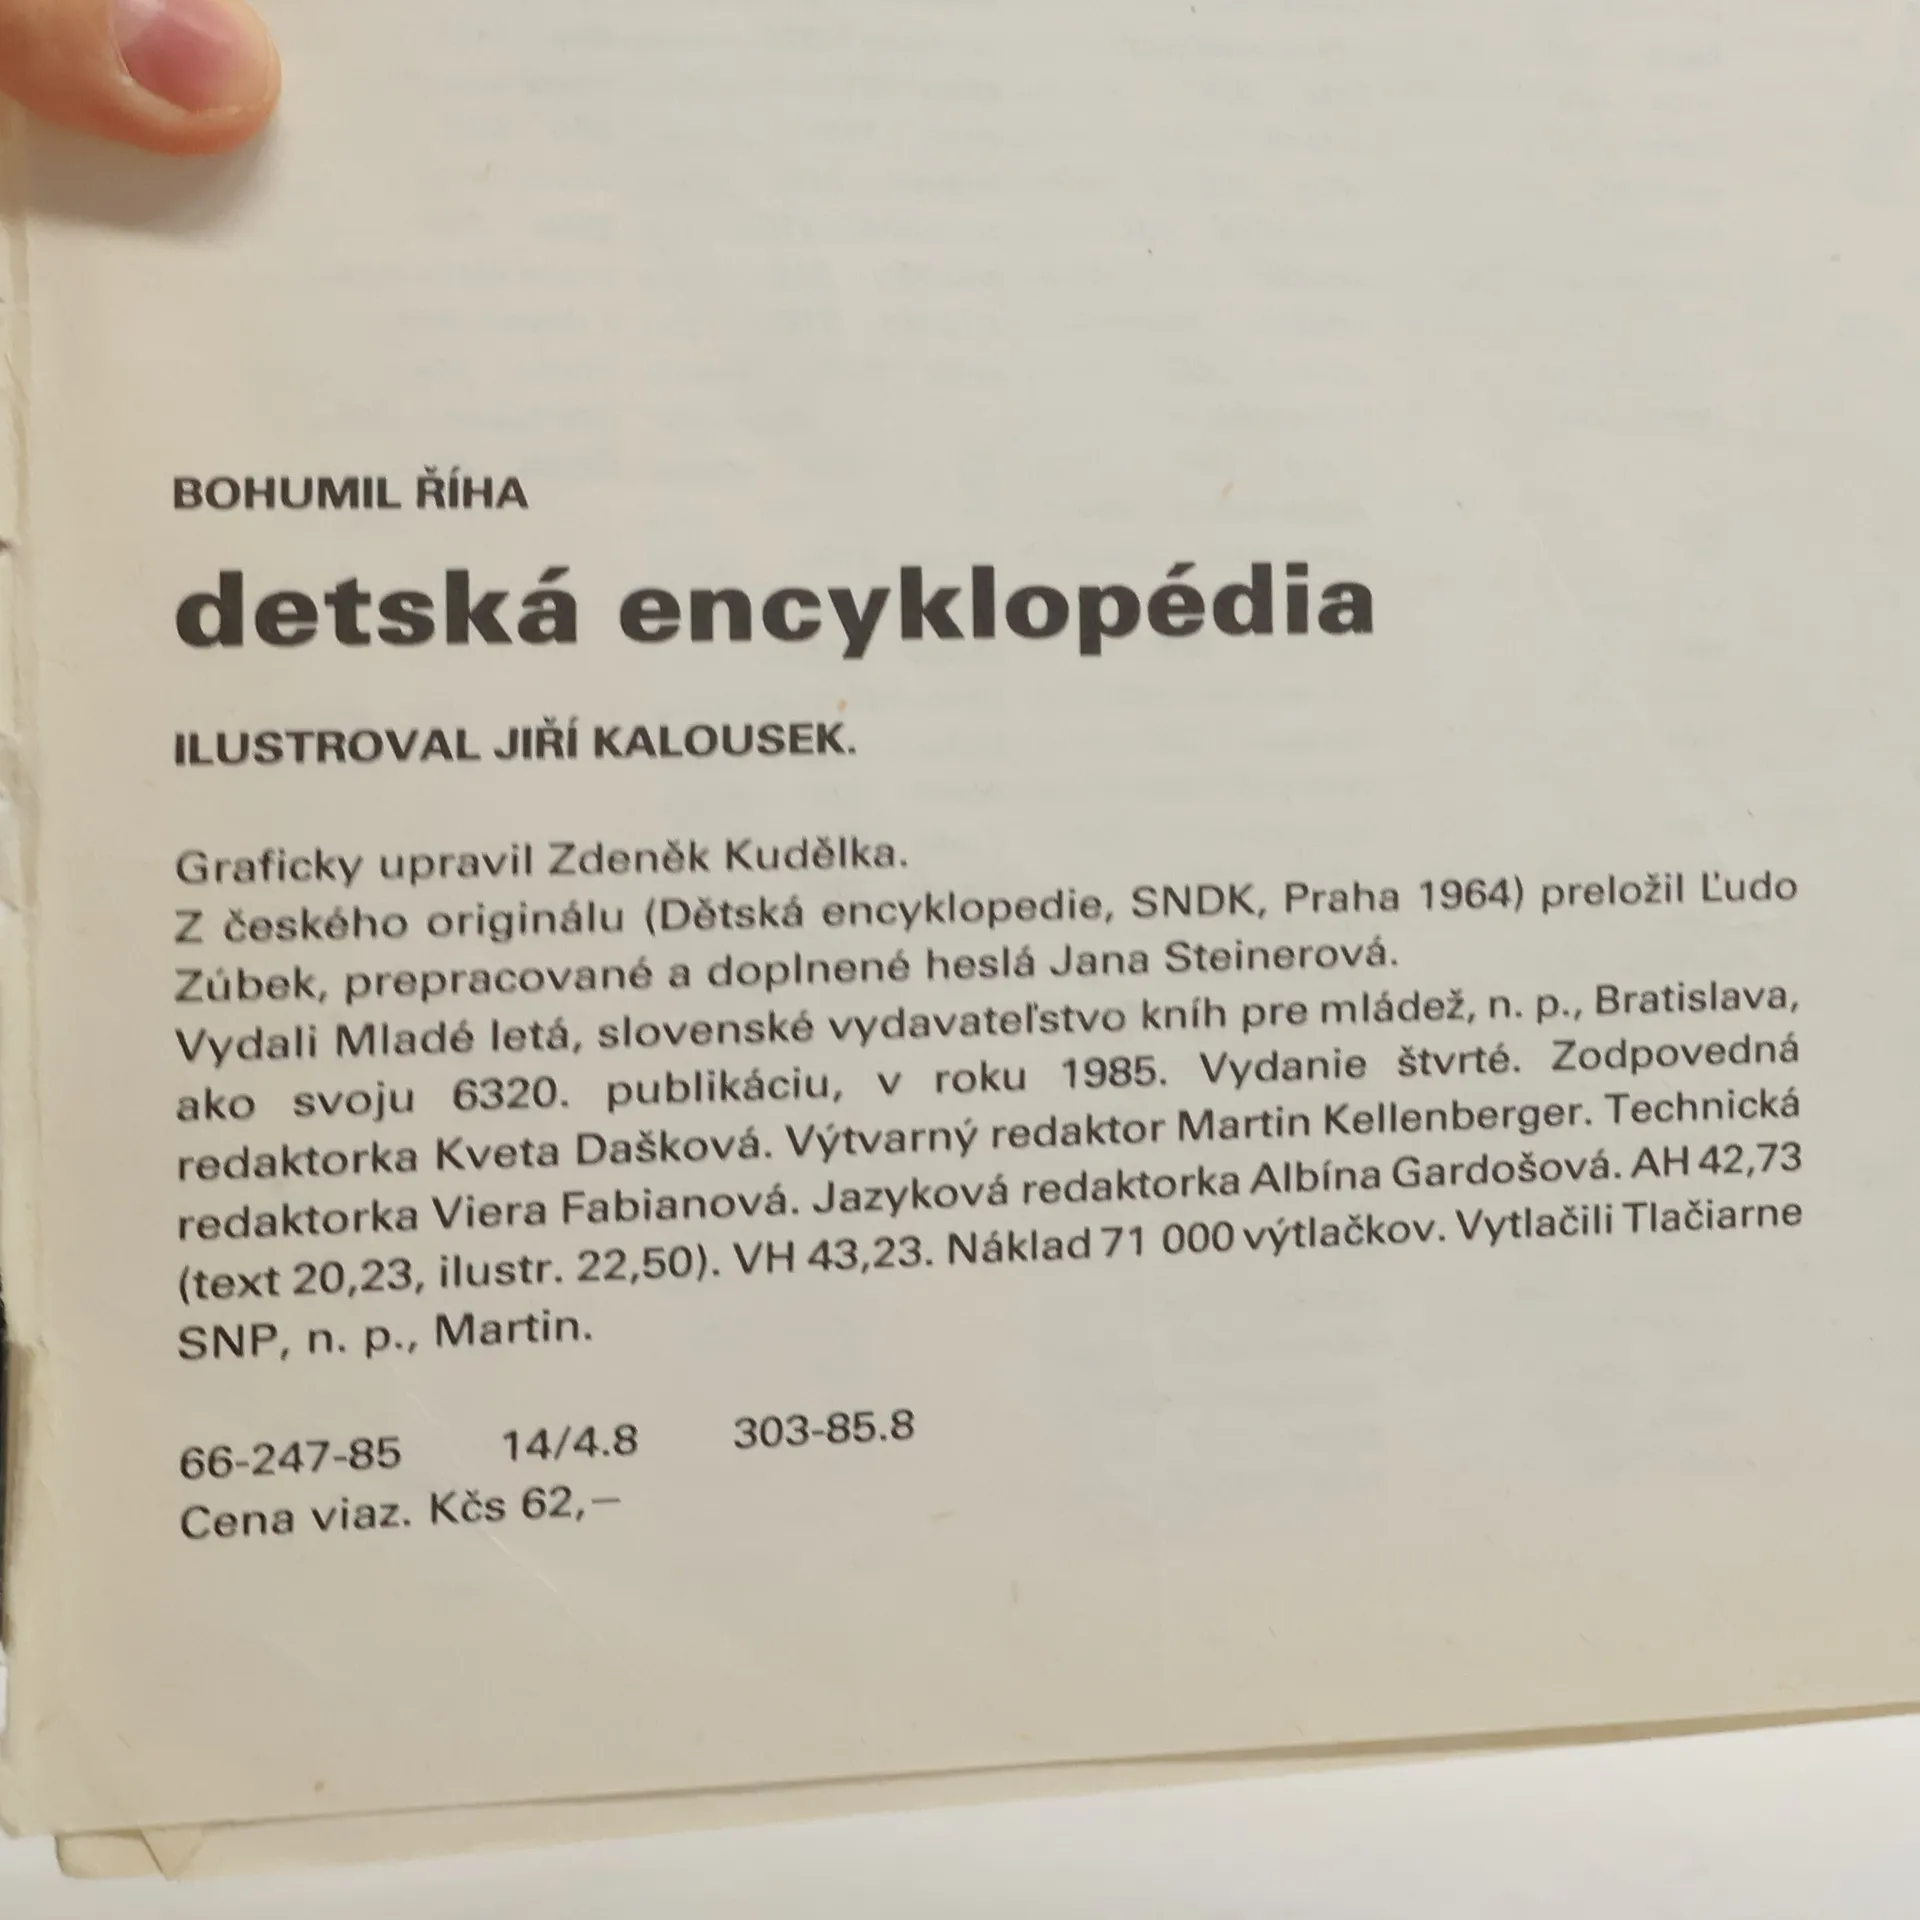 BOHUMIL ŘÍHA
detská encyklopédia
ILUSTROVAL JIŘÍ KALOUSEK.
Graficky upravil Zdeněk Kudělka.
Z českého originálu (Dětská encyklopedie, SNDK, Praha 1964) preložil Ľudo
Zúbek, prepracované a doplnené heslá Jana Steinerová.
Vydali Mladé letá, slovenské vydavateľstvo kníh pre mládež, n. p., Bratislava,
ako svoju 6320. publikáciu, v roku 1985. Vydanie štvrté. Zodpovedná
redaktorka Kveta Dašková. Výtvarný redaktor Martin Kellenberger. Technická
redaktorka Viera Fabianová. Jazyková redaktorka Albína Gardošová. AH 42,73
(text 20,23, ilustr. 22,50). VH 43,23. Náklad 71 000 výtlačkov. Vytlačili Tlačiarne
SNP, n. p., Martin.
66-247-85 14/4.8 303-85.8
Cena viaz. Kčs 62,—